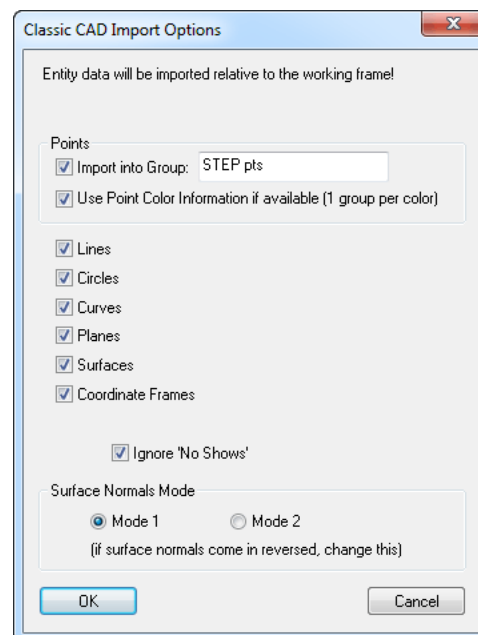 Classic CAD Import Options
Entity data will be imported relative to the working frame!
Points
Import into Group: STEP pts
Use Point Color Information if available (1 group per color)
Lines
Circles
Curves
Planes
Surfaces
Coordinate Frames
Ignore 'No Shows'
Surface Normals Mode
Mode 1 Mode 2
(if surface normals come in reversed, change this)
OK Cancel